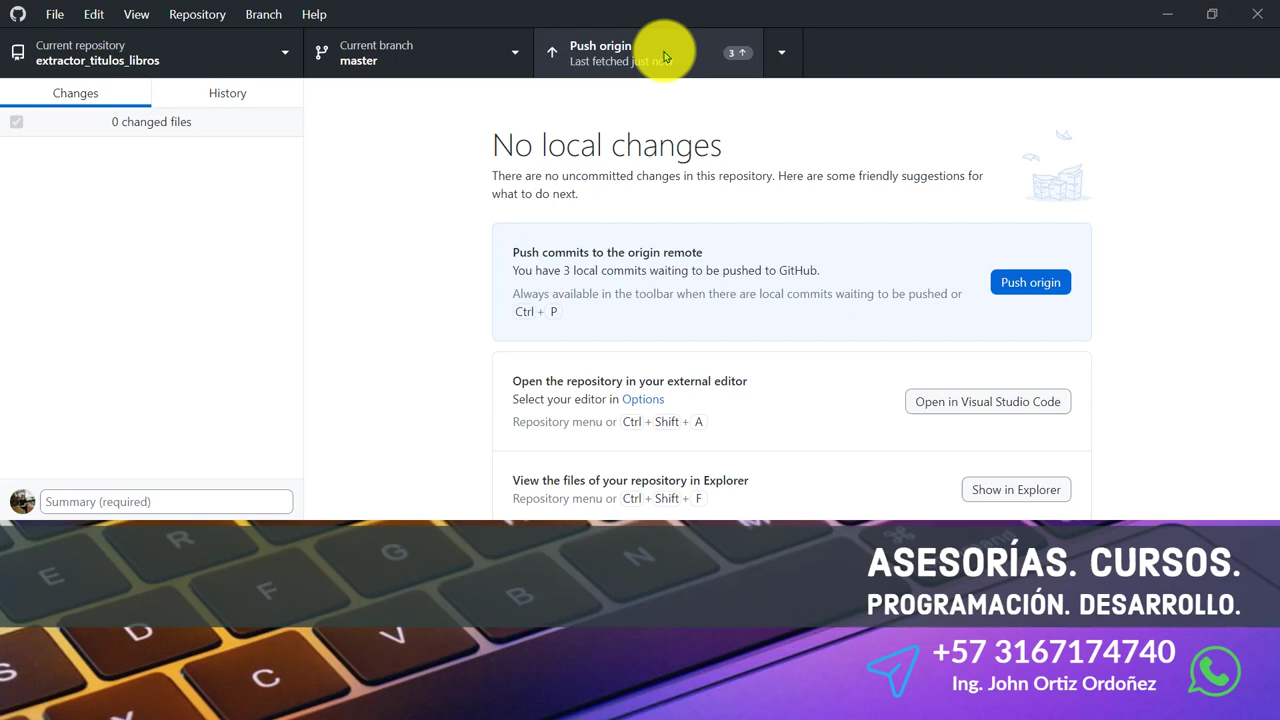 File Edit View Repository Branch Help
Current repository
extractor_titulos_libros
Current branch
master
Push origin
Last fetched just now
3
Changes
History
0 changed files
No local changes
There are no uncommitted changes in this repository. Here are some friendly suggestions for
what to do next.
Push commits to the origin remote
You have 3 local commits waiting to be pushed to GitHub.
Always available in the toolbar when there are local commits waiting to be pushed or
Ctrl + P
Push origin
Open the repository in your external editor
Select your editor in Options
Repository menu or Ctrl + Shift + A
Open in Visual Studio Code
View the files of your repository in Explorer
Repository menu or Ctrl + Shift + F
Show in Explorer
Summary (required)
ASESORÍAS. CURSOS.
PROGRAMACIÓN. DESARROLLO.
+57 3167174740
Ing. John Ortiz Ordoñez
E
R
G
N
M
F
B
D
V
C
S